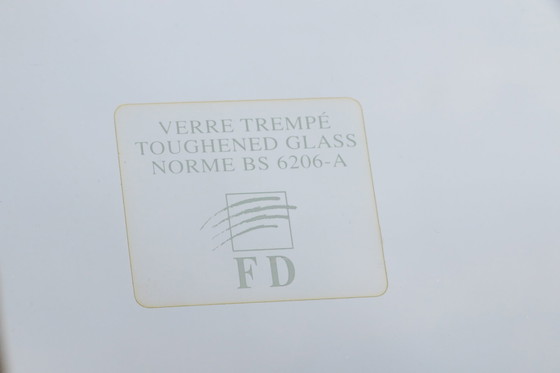 VERRE TREMPÉ
TOUGHENED GLASS
NORME BS 6206-A
FD